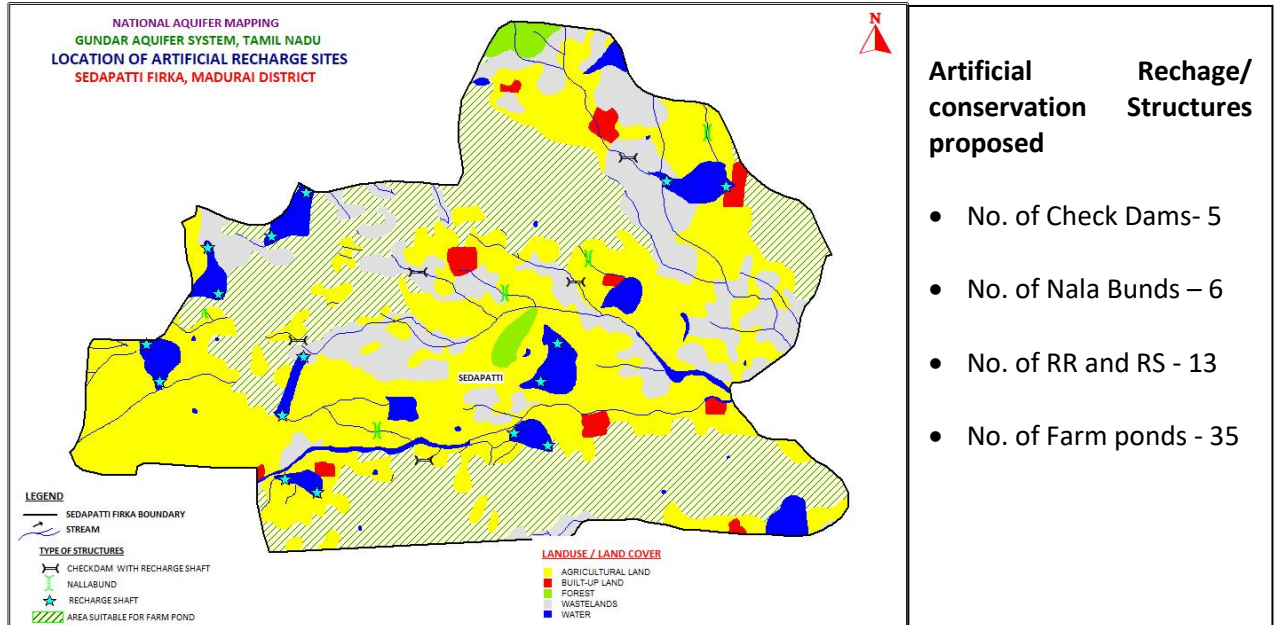 NATIONAL AQUIFER MAPPING
GUNDAR AQUIFER SYSTEM, TAMIL NADU
LOCATION OF ARTIFICIAL RECHARGE SITES
SEDAPATTI FIRKA, MADURAI DISTRICT
N
SEDAPATTI
LEGEND
SEDAPATTI FIRKA BOUNDARY
STREAM
TYPE OF STRUCTURES
CHECKDAM WITH RECHARGE SHAFT
NALLABUND
RECHARGE SHAFT
AREA SUITABLE FOR FARM POND
LANDUSE / LAND COVER
AGRICULTURAL LAND
BUILT-UP LAND
FOREST
WASTELANDS
WATER
Artificial Rechage/
conservation Structures
proposed
• No. of Check Dams- 5
• No. of Nala Bunds – 6
• No. of RR and RS - 13
• No. of Farm ponds - 35